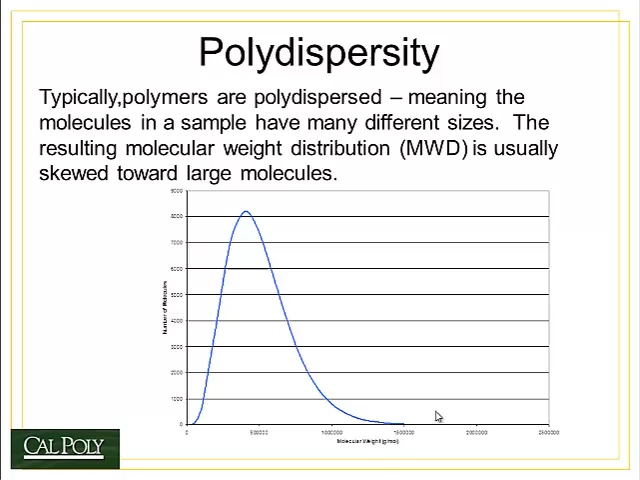 Polydispersity
Typically,polymers are polydispersed – meaning the
molecules in a sample have many different sizes. The
resulting molecular weight distribution (MWD) is usually
skewed toward large molecules.
9000
8000
7000
6000
5000
4000
3000
2000
1000
0
Number of Molecules
0 500000 1000000 1500000 2000000 2500000
Molecular Weight (g/mol)
CAL POLY